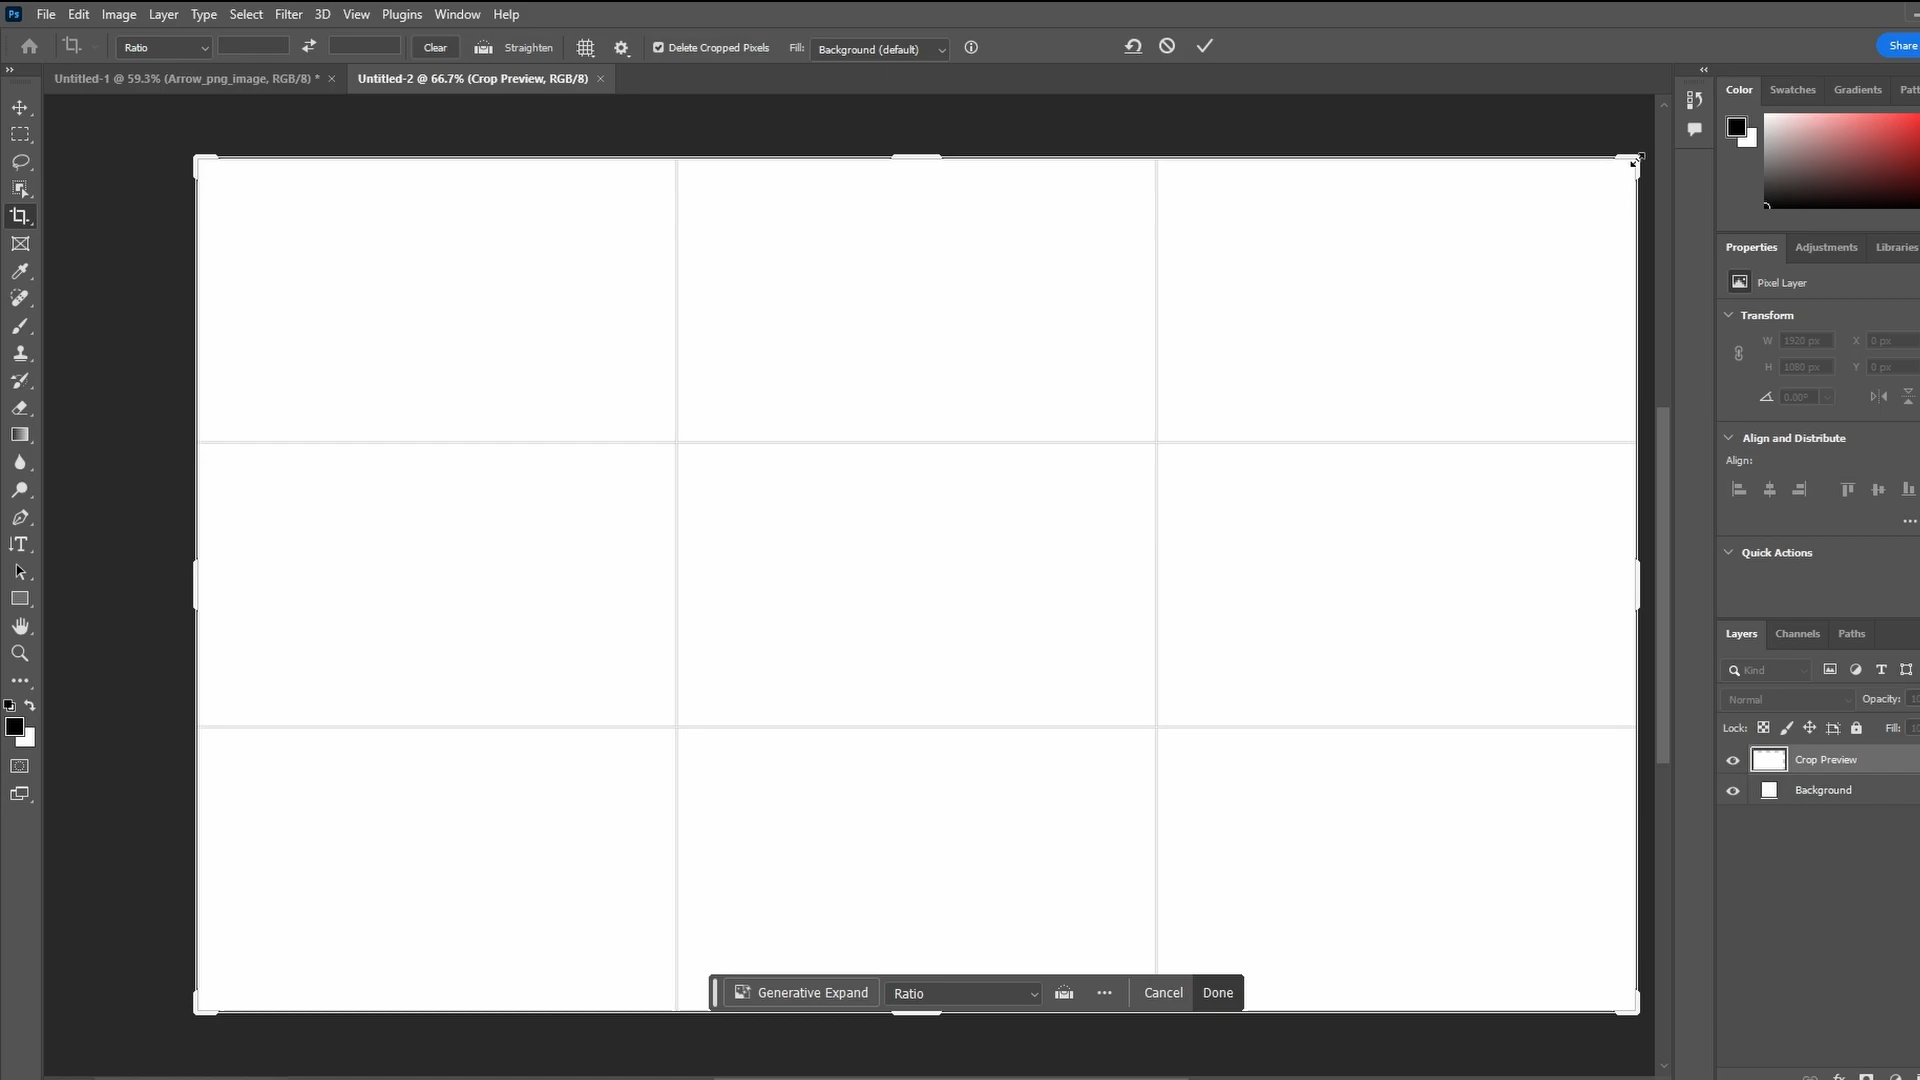 Ps File Edit Image Layer Type Select Filter 3D View Plugins Window Help
Ratio Clear Straighten Delete Cropped Pixels Fill: Background (default) Share
Untitled-1 @ 59.3% (Arrow_png_image, RGB/8) * × Untitled-2 @ 66.7% (Crop Preview, RGB/8) ×
Color Swatches Gradients Patt
Properties Adjustments Libraries
Pixel Layer
Transform
W 1920 px X 0 px
H 1080 px Y 0 px
0.00°
Align and Distribute
Align:
Quick Actions
Layers Channels Paths
Kind
Normal Opacity:
Lock: Fill:
Crop Preview
Background
Generative Expand Ratio Cancel Done